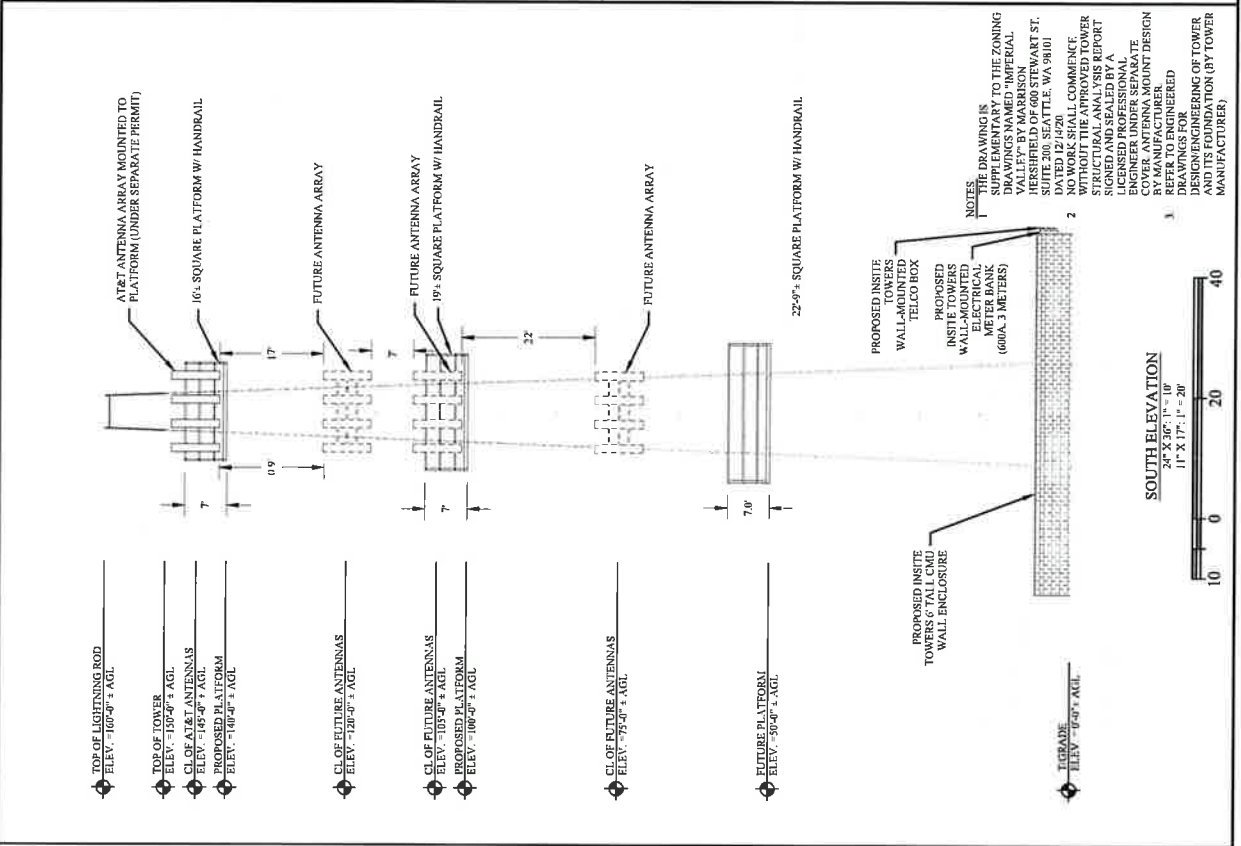 TOP OF LIGHTNING ROD
ELEV. =160'-0" ± AGL
TOP OF TOWER
ELEV. =150'-0" ± AGL
CL OF AT&T ANTENNAS
ELEV. =145'-0" ± AGL
PROPOSED PLATFORM
ELEV. =140'-0" ± AGL
CL OF FUTURE ANTENNAS
ELEV. =120'-0" ± AGL
CL OF FUTURE ANTENNAS
ELEV. =105'-0" ± AGL
PROPOSED PLATFORM
ELEV. =100'-0" ± AGL
CL OF FUTURE ANTENNAS
ELEV. =75'-0" ± AGL
FUTURE PLATFORM
ELEV. =50'-0" ± AGL
T/GRADE
ELEV. = 0'-0" ± AGL
7'
17'
7'
7'
22'
7.0'
AT&T ANTENNA ARRAY MOUNTED TO
PLATFORM (UNDER SEPARATE PERMIT)
16'± SQUARE PLATFORM W/ HANDRAIL
FUTURE ANTENNA ARRAY
FUTURE ANTENNA ARRAY
19'± SQUARE PLATFORM W/ HANDRAIL
FUTURE ANTENNA ARRAY
22'-9"± SQUARE PLATFORM W/ HANDRAIL
PROPOSED INSITE
TOWERS 6' TALL CMU
WALL ENCLOSURE
PROPOSED INSITE
TOWERS
WALL-MOUNTED
TELCO BOX
PROPOSED
INSITE TOWERS
WALL-MOUNTED
ELECTRICAL
METER BANK
(600A, 3 METERS)
NOTES
1 THE DRAWING IS
SUPPLEMENTARY TO THE ZONING
DRAWINGS NAMED "IMPERIAL
VALLEY" BY MARRISON
HERSHFIELD OF 600 STEWART ST.
SUITE 200, SEATTLE, WA 98101
DATED 12/14/20.
2 NO WORK SHALL COMMENCE
WITHOUT THE APPROVED TOWER
STRUCTURAL ANALYSIS REPORT
SIGNED AND SEALED BY A
LICENSED PROFESSIONAL
ENGINEER UNDER SEPARATE
COVER. ANTENNA MOUNT DESIGN
BY MANUFACTURER.
3. REFER TO ENGINEERED
DRAWINGS FOR
DESIGN/ENGINEERING OF TOWER
AND ITS FOUNDATION (BY TOWER
MANUFACTURER)
SOUTH ELEVATION
24" X 36": 1" = 10'
11" X 17": 1" = 20'
10 0 20 40